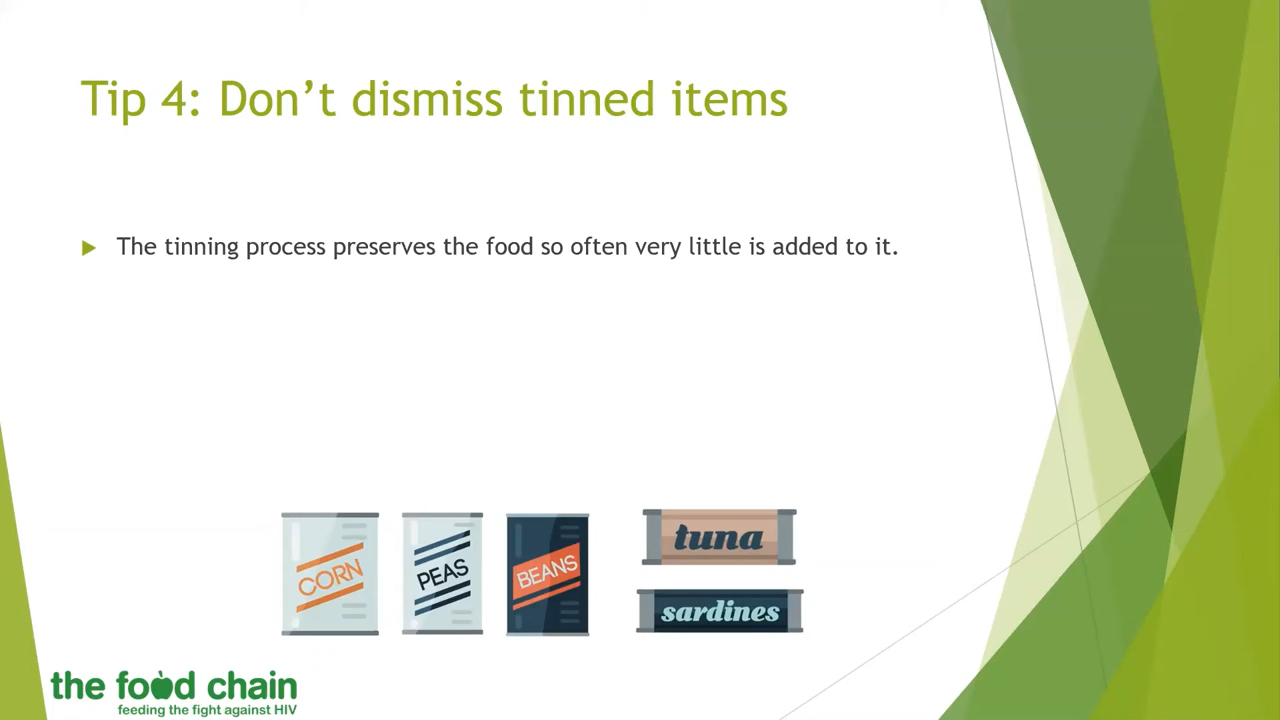 Tip 4: Don’t dismiss tinned items
The tinning process preserves the food so often very little is added to it.
CORN
PEAS
BEANS
tuna
sardines
the food chain
feeding the fight against HIV